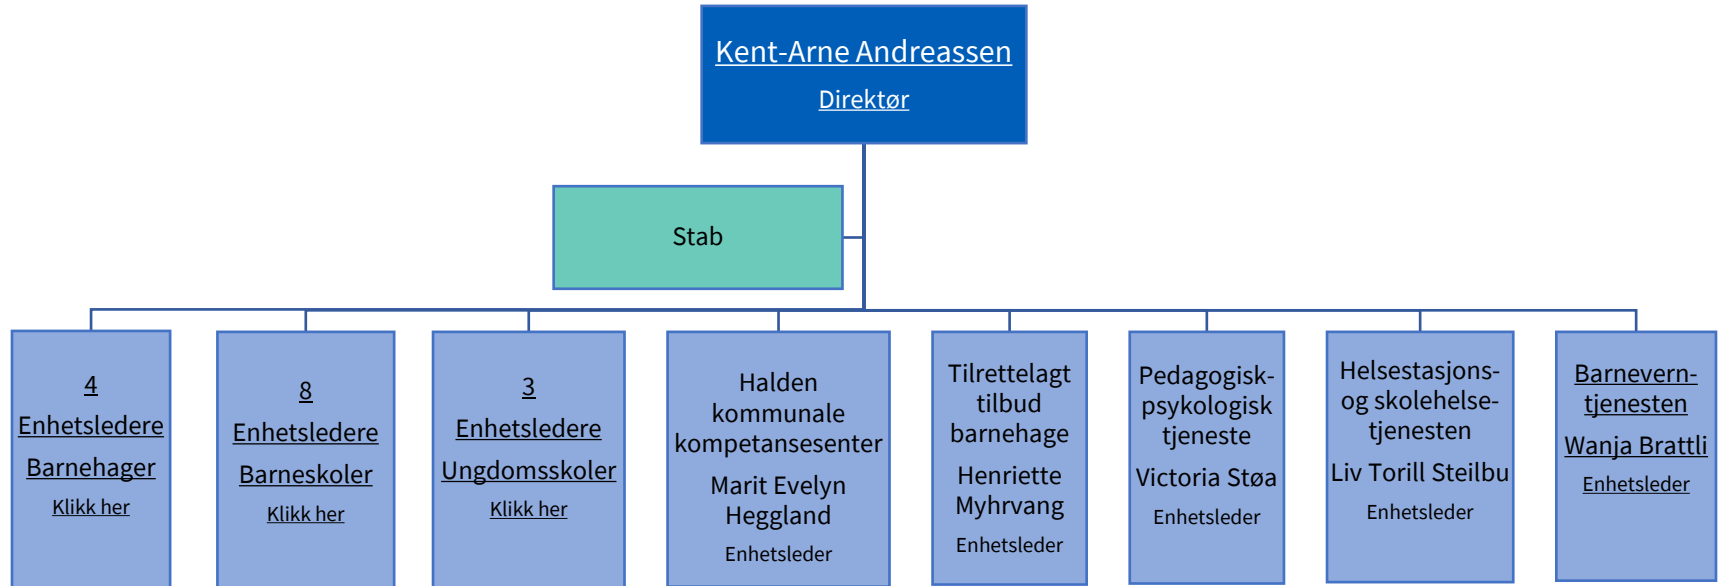 Kent-Arne Andreassen
Direktør
Stab
4
Enhetsledere
Barnehager
Klikk her
8
Enhetsledere
Barneskoler
Klikk her
3
Enhetsledere
Ungdomsskoler
Klikk her
Halden
kommunale
kompetansesenter
Marit Evelyn
Heggland
Enhetsleder
Tilrettelagt
tilbud
barnehage
Henriette
Myhrvang
Enhetsleder
Pedagogisk-
psykologisk
tjeneste
Victoria Støa
Enhetsleder
Helsestasjons-
og skolehelse-
tjenesten
Liv Torill Steilbu
Enhetsleder
Barnevern-
tjenesten
Wanja Brattli
Enhetsleder